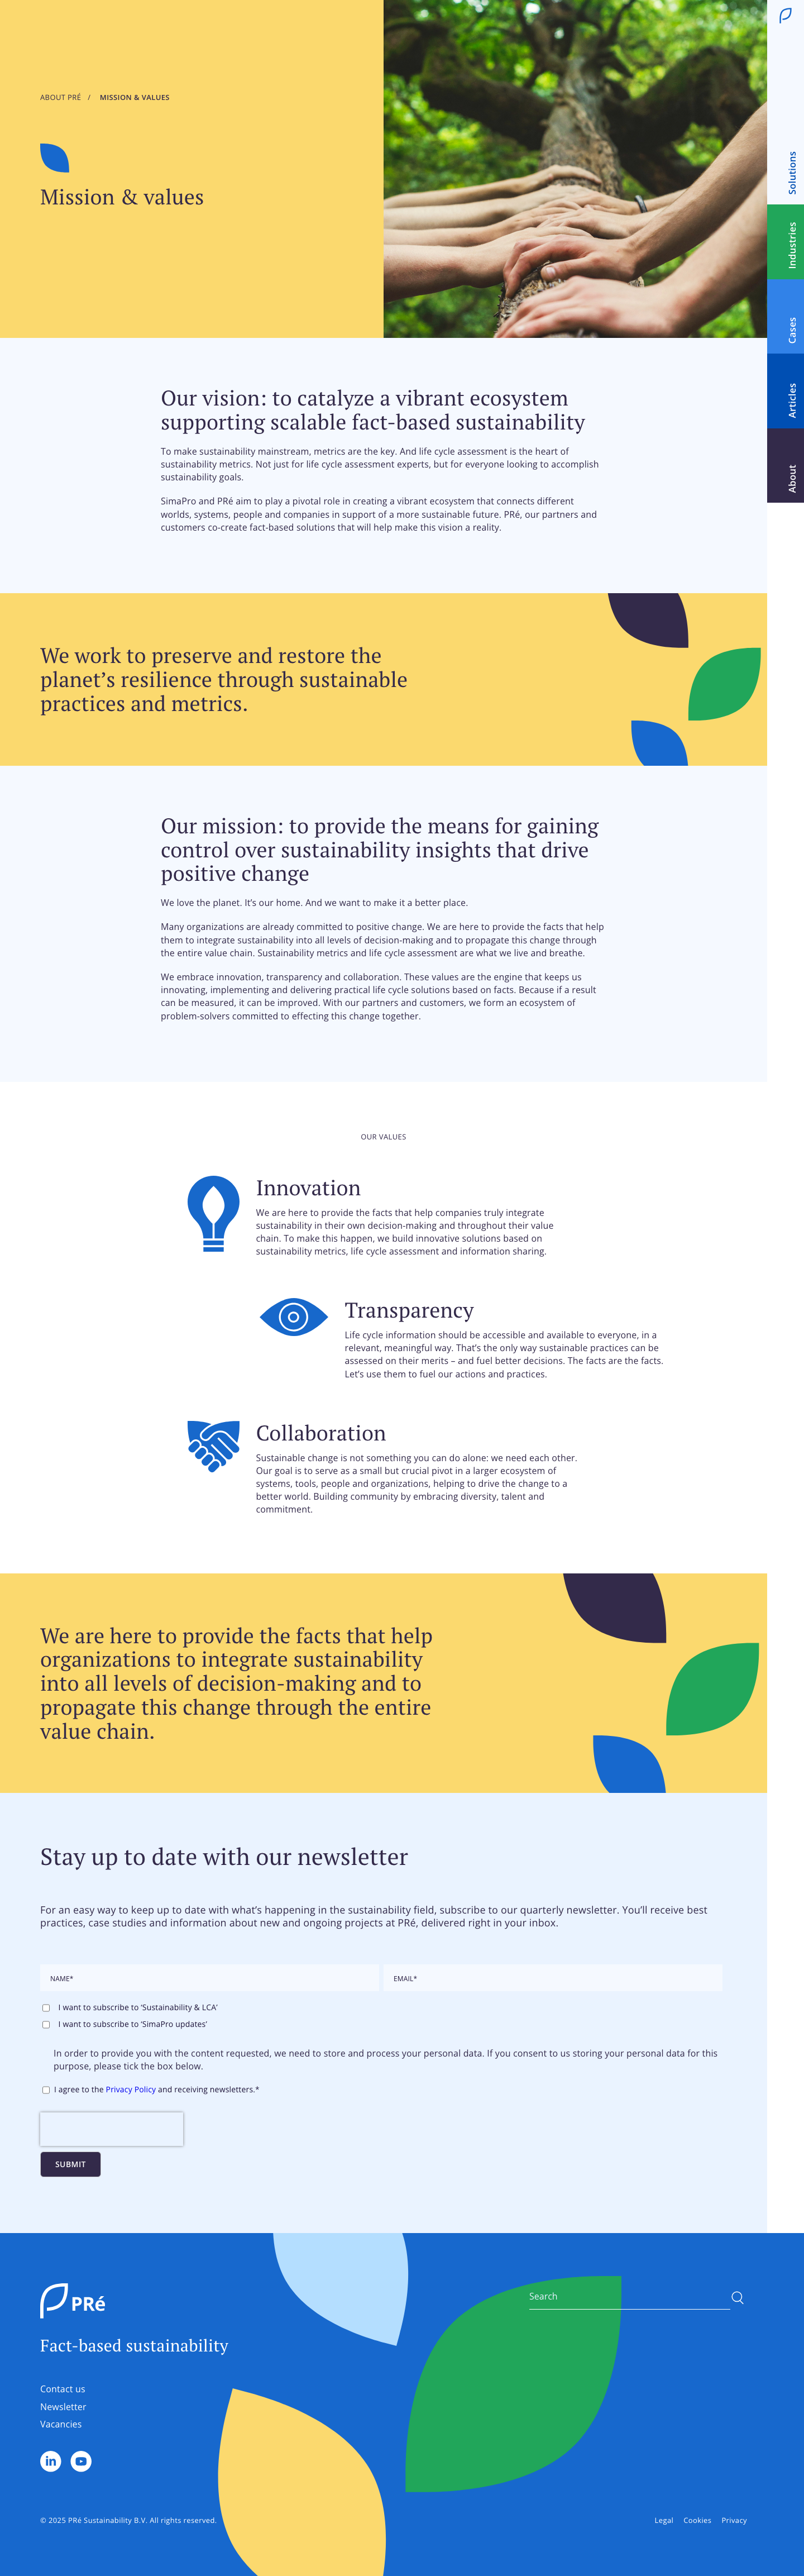 ABOUT PRÉ / MISSION & VALUES
Mission & values
Solutions
Industries
Cases
Articles
About
Our vision: to catalyze a vibrant ecosystem
supporting scalable fact-based sustainability
To make sustainability mainstream, metrics are the key. And life cycle assessment is the heart of
sustainability metrics. Not just for life cycle assessment experts, but for everyone looking to accomplish
sustainability goals.
SimaPro and PRé aim to play a pivotal role in creating a vibrant ecosystem that connects different
worlds, systems, people and companies in support of a more sustainable future. PRé, our partners and
customers co-create fact-based solutions that will help make this vision a reality.
We work to preserve and restore the
planet’s resilience through sustainable
practices and metrics.
Our mission: to provide the means for gaining
control over sustainability insights that drive
positive change
We love the planet. It’s our home. And we want to make it a better place.
Many organizations are already committed to positive change. We are here to provide the facts that help
them to integrate sustainability into all levels of decision-making and to propagate this change through
the entire value chain. Sustainability metrics and life cycle assessment are what we live and breathe.
We embrace innovation, transparency and collaboration. These values are the engine that keeps us
innovating, implementing and delivering practical life cycle solutions based on facts. Because if a result
can be measured, it can be improved. With our partners and customers, we form an ecosystem of
problem-solvers committed to effecting this change together.
OUR VALUES
Innovation
We are here to provide the facts that help companies truly integrate
sustainability in their own decision-making and throughout their value
chain. To make this happen, we build innovative solutions based on
sustainability metrics, life cycle assessment and information sharing.
Transparency
Life cycle information should be accessible and available to everyone, in a
relevant, meaningful way. That’s the only way sustainable practices can be
assessed on their merits – and fuel better decisions. The facts are the facts.
Let’s use them to fuel our actions and practices.
Collaboration
Sustainable change is not something you can do alone: we need each other.
Our goal is to serve as a small but crucial pivot in a larger ecosystem of
systems, tools, people and organizations, helping to drive the change to a
better world. Building community by embracing diversity, talent and
commitment.
We are here to provide the facts that help
organizations to integrate sustainability
into all levels of decision-making and to
propagate this change through the entire
value chain.
Stay up to date with our newsletter
For an easy way to keep up to date with what’s happening in the sustainability field, subscribe to our quarterly newsletter. You’ll receive best
practices, case studies and information about new and ongoing projects at PRé, delivered right in your inbox.
NAME* EMAIL*
I want to subscribe to ‘Sustainability & LCA’
I want to subscribe to ‘SimaPro updates’
In order to provide you with the content requested, we need to store and process your personal data. If you consent to us storing your personal data for this
purpose, please tick the box below.
I agree to the Privacy Policy and receiving newsletters.*
SUBMIT
PRé
Search
Fact-based sustainability
Contact us
Newsletter
Vacancies
in
© 2025 PRé Sustainability B.V. All rights reserved.
Legal Cookies Privacy